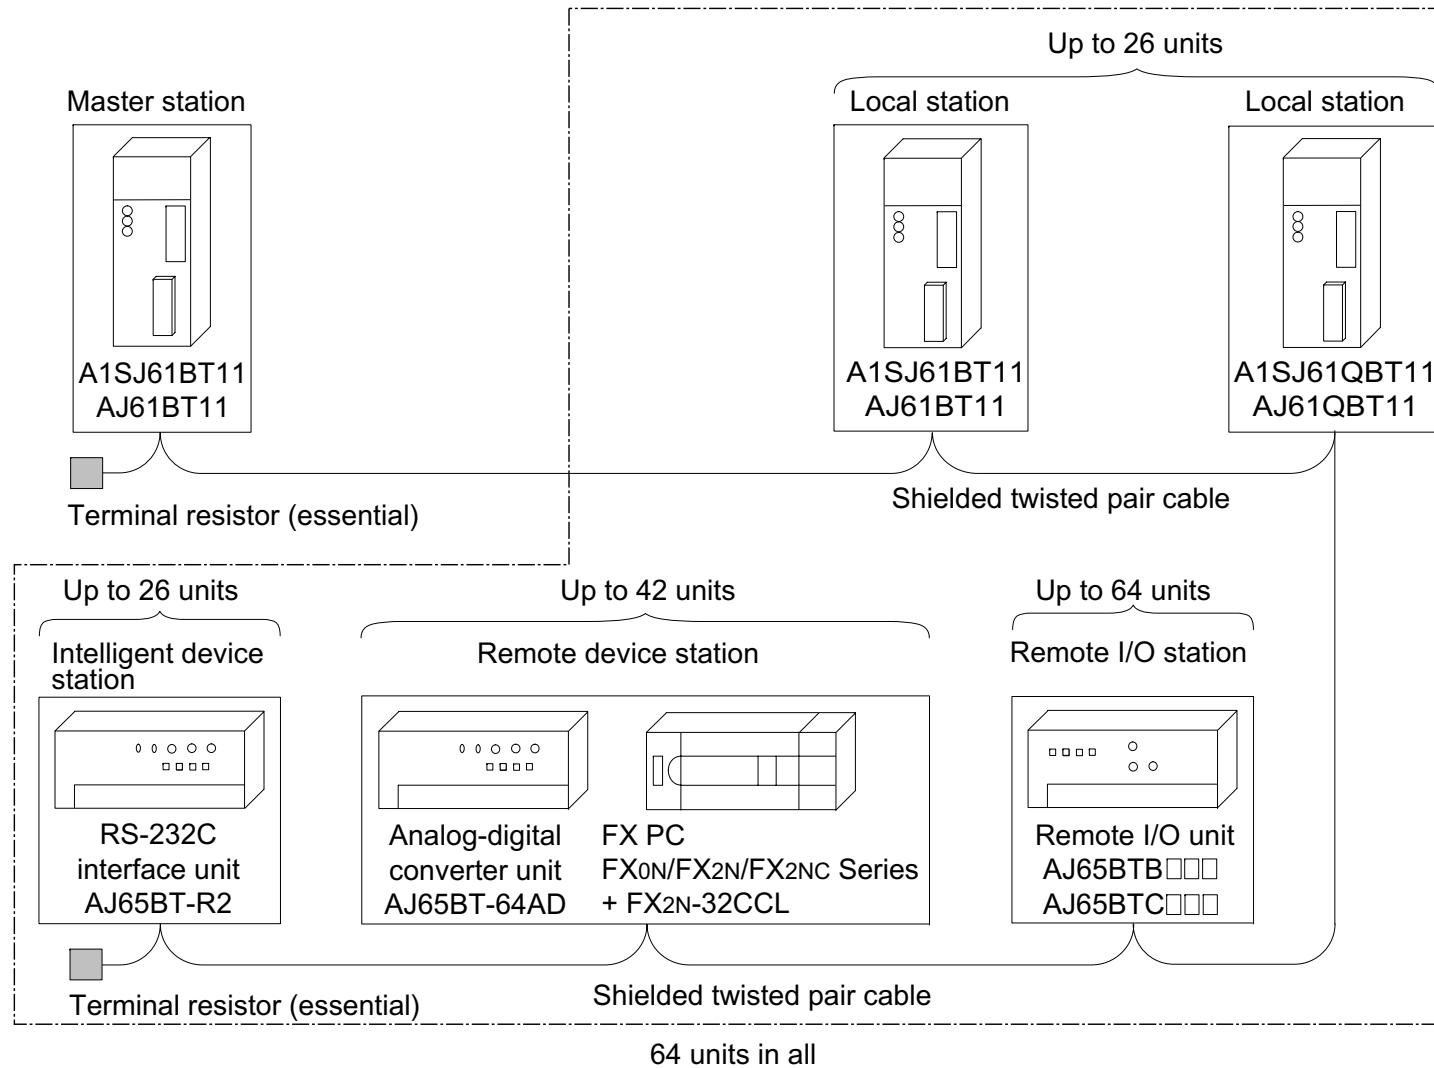 Up to 26 units
Master station
Local station
Local station
A1SJ61BT11
AJ61BT11
A1SJ61BT11
AJ61BT11
A1SJ61QBT11
AJ61QBT11
Shielded twisted pair cable
Terminal resistor (essential)
Up to 26 units
Up to 42 units
Up to 64 units
Intelligent device
station
Remote device station
Remote I/O station
RS-232C
interface unit
AJ65BT-R2
Analog-digital
converter unit
AJ65BT-64AD
FX PC
FX0N/FX2N/FX2NC Series
+ FX2N-32CCL
Remote I/O unit
AJ65BTB□□□
AJ65BTC□□□
Terminal resistor (essential)
Shielded twisted pair cable
64 units in all